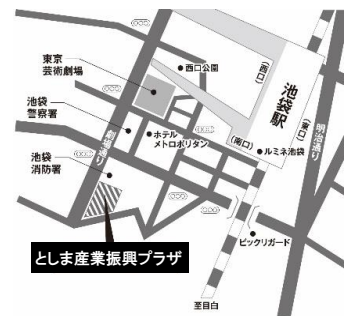 東京
芸術劇場
西口公園
(西口)
池袋駅
(東口)
明治通り
池袋
警察署
劇場通り
ホテル
メトロポリタン
(南口)
ルミネ池袋
池袋
消防署
ビックリガード
としま産業振興プラザ
至目白